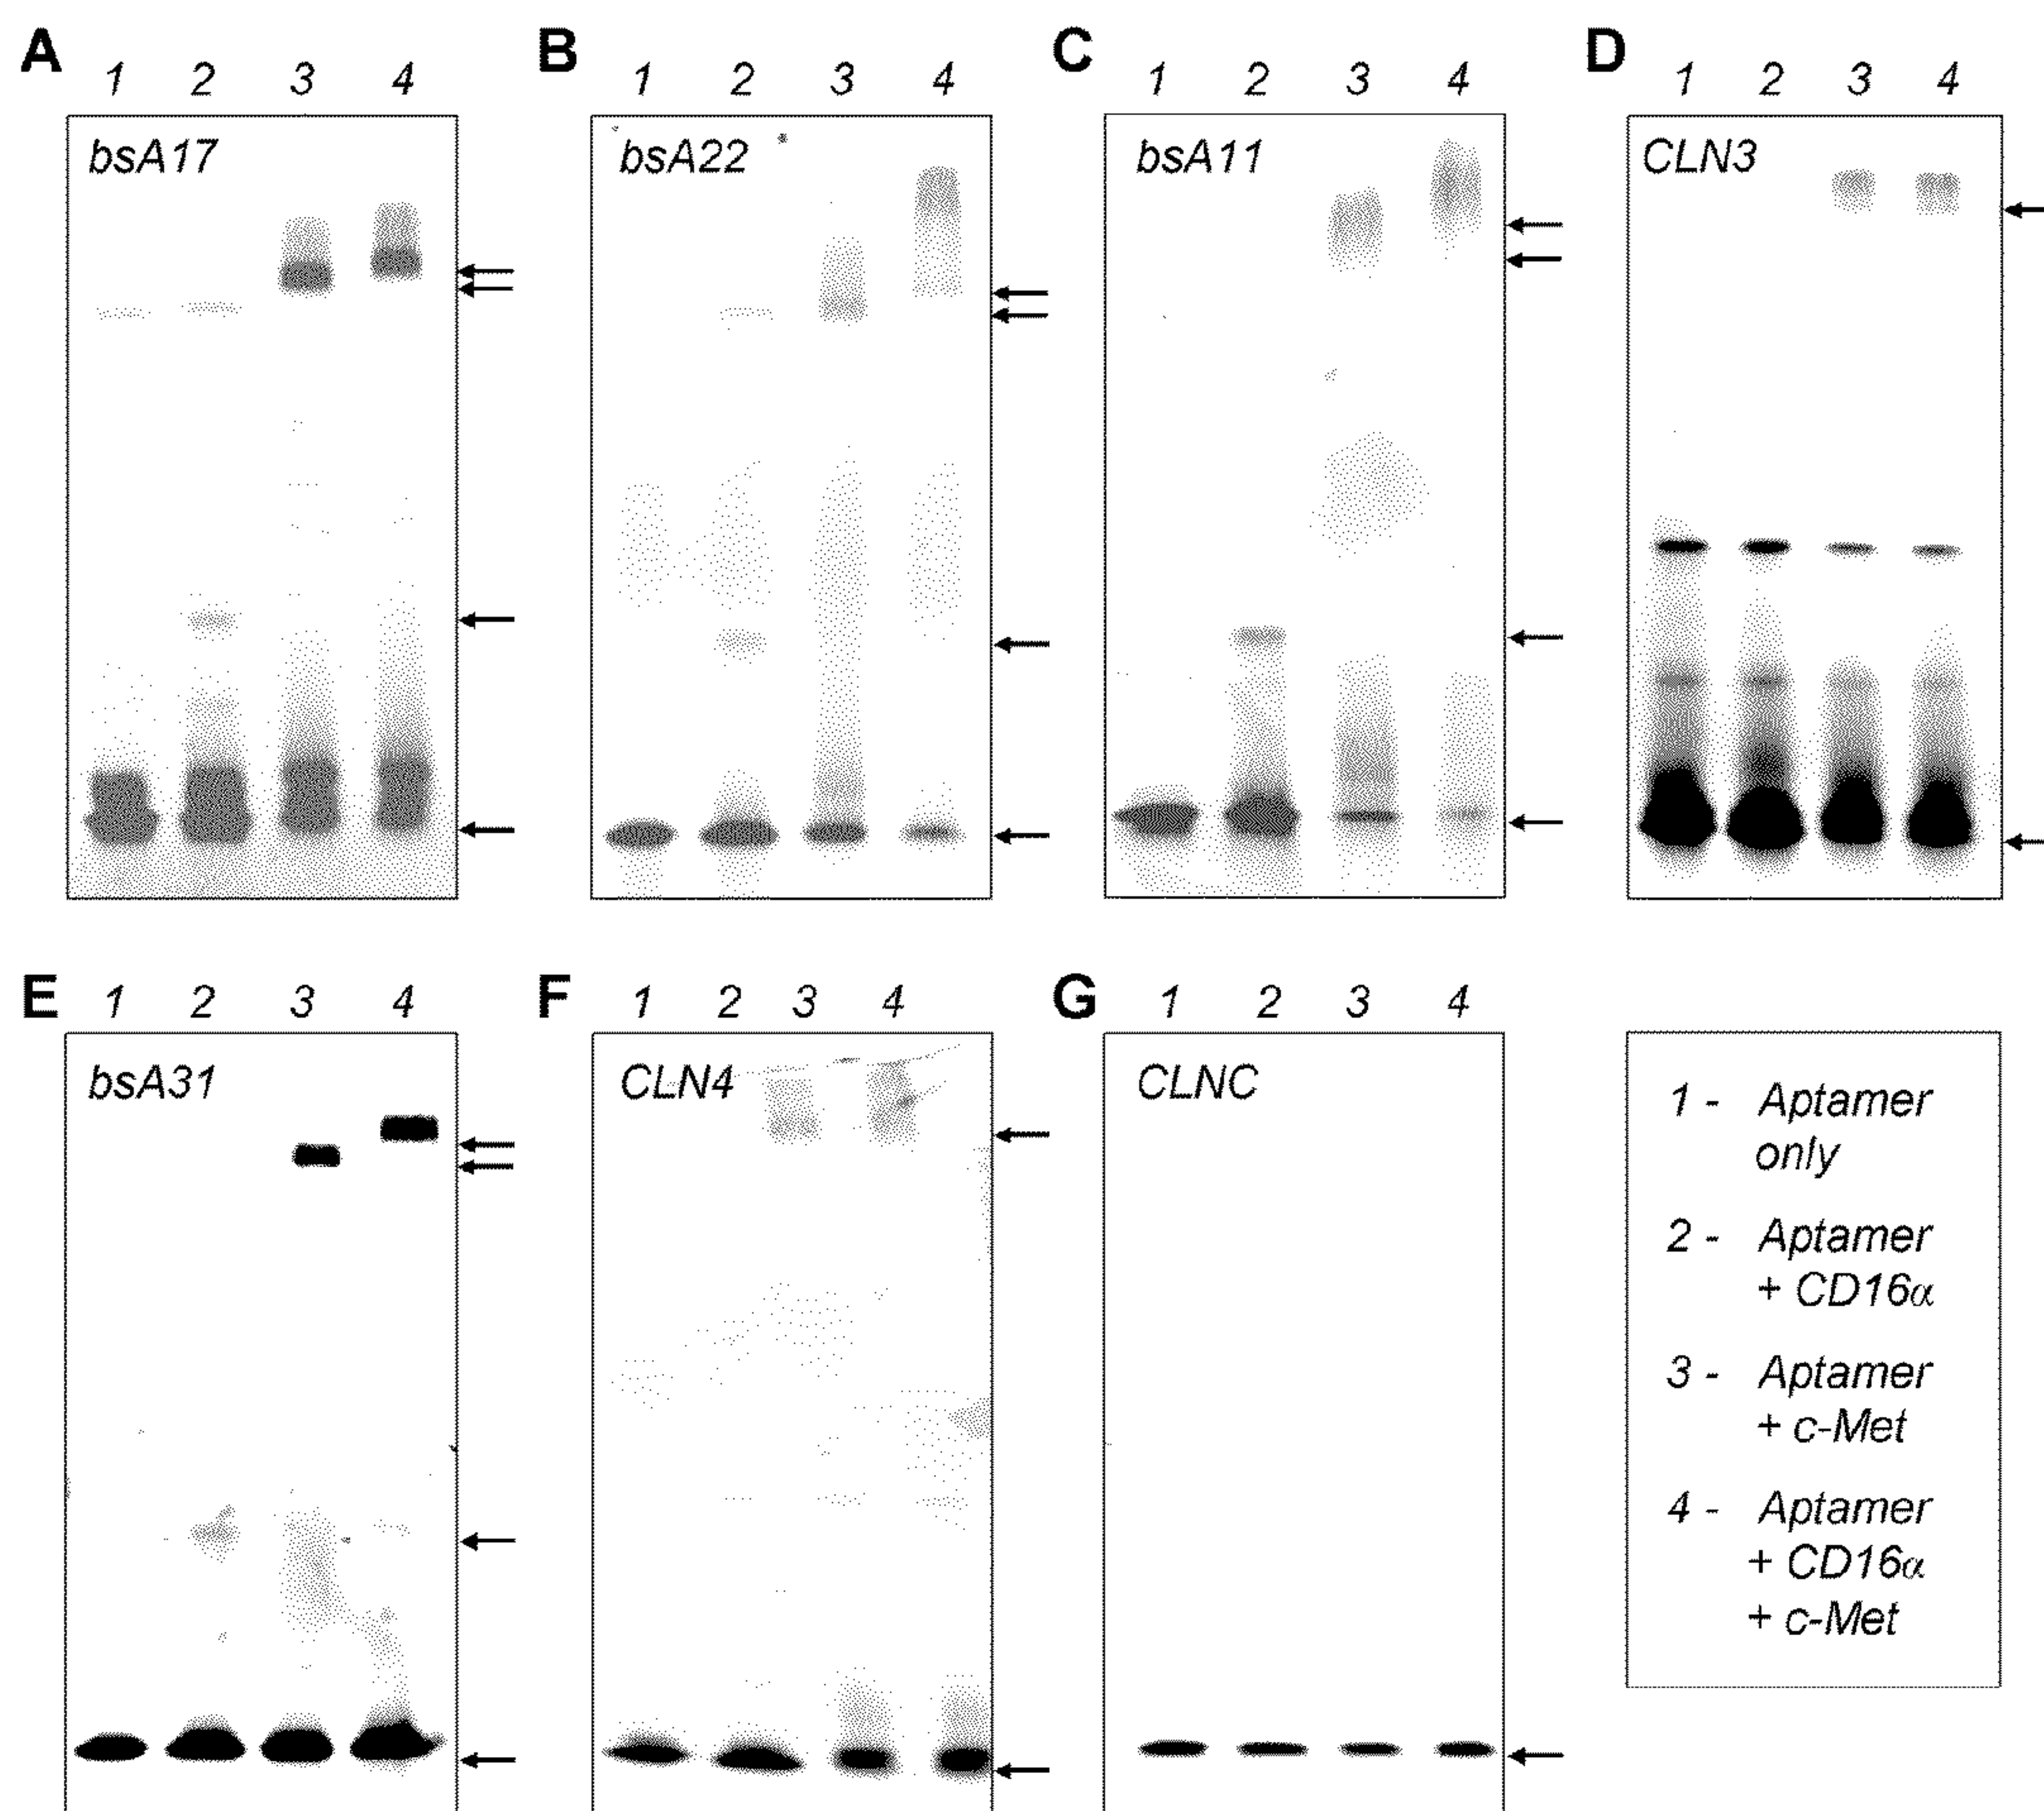 A 1 2 3 4 B 1 2 3 4 C 1 2 3 4 D 1 2 3 4
bsA17 bsA22 bsA11 CLN3
E 1 2 3 4 F 1 2 3 4 G 1 2 3 4
bsA31 CLN4 CLNC
1 - Aptamer
only
2 - Aptamer
+ CD16α
3 - Aptamer
+ c-Met
4 - Aptamer
+ CD16α
+ c-Met